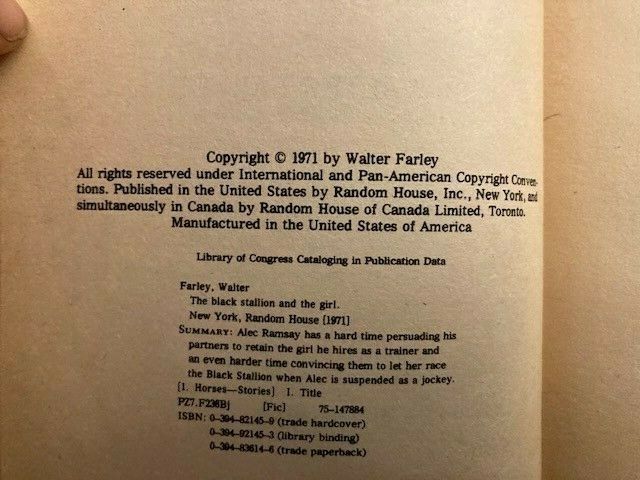 Copyright © 1971 by Walter Farley
All rights reserved under International and Pan-American Copyright Conven-
tions. Published in the United States by Random House, Inc., New York, and
simultaneously in Canada by Random House of Canada Limited, Toronto.
Manufactured in the United States of America
Library of Congress Cataloging in Publication Data
Farley, Walter
The black stallion and the girl.
New York, Random House [1971]
SUMMARY: Alec Ramsay has a hard time persuading his
partners to retain the girl he hires as a trainer and
an even harder time convincing them to let her race
the Black Stallion when Alec is suspended as a jockey.
[1. Horses—Stories] I. Title
PZ7.F236Bj [Fic] 75-147884
ISBN: 0-394-82145-9 (trade hardcover)
0-394-92145-3 (library binding)
0-394-83614-6 (trade paperback)